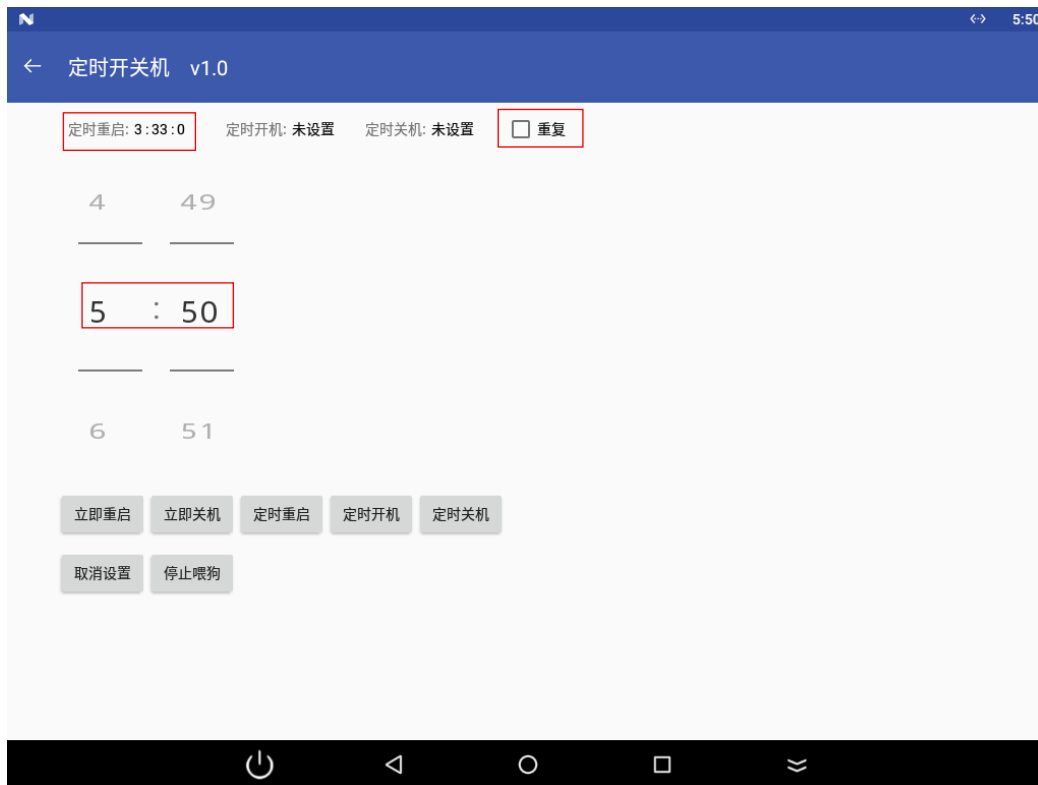 N 5:50
定时开关机 v1.0
定时重启: 3:33:0 定时开机: 未设置 定时关机: 未设置 重复
4 49
5 : 50
6 51
立即重启 立即关机 定时重启 定时开机 定时关机
取消设置 停止喂狗